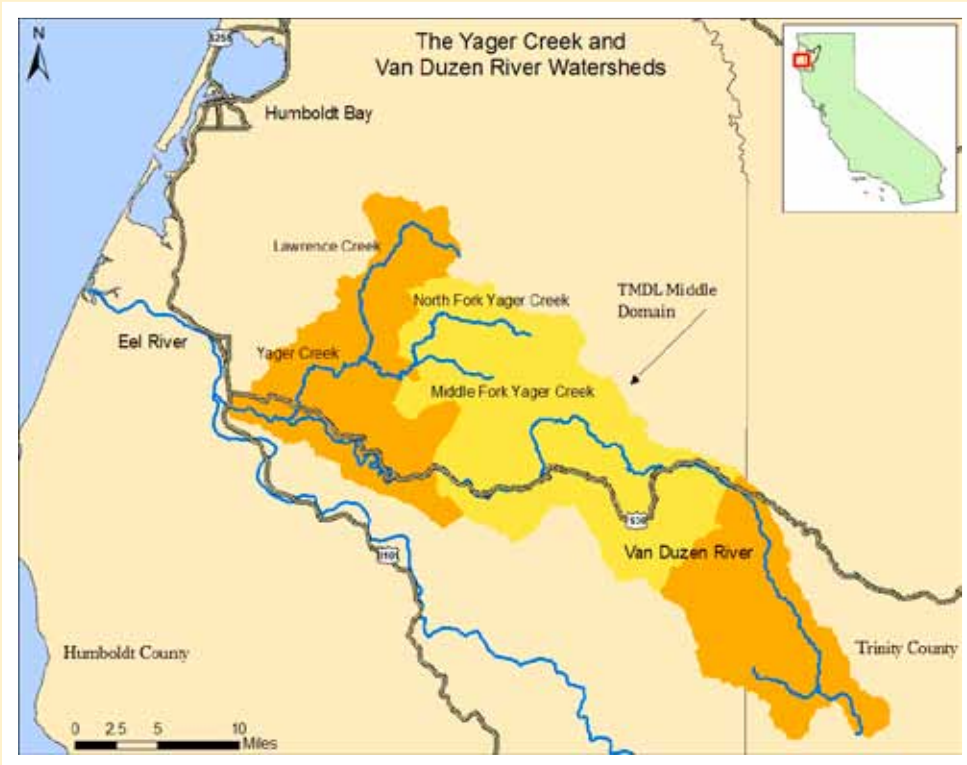 N
S255
The Yager Creek and
Van Duzen River Watersheds
Humboldt Bay
Lawrence Creek
North Fork Yager Creek
TMDL Middle
Domain
Eel River
Yager Creek
Middle Fork Yager Creek
Van Duzen River
Humboldt County
Trinity County
0 2.5 5 10
Miles